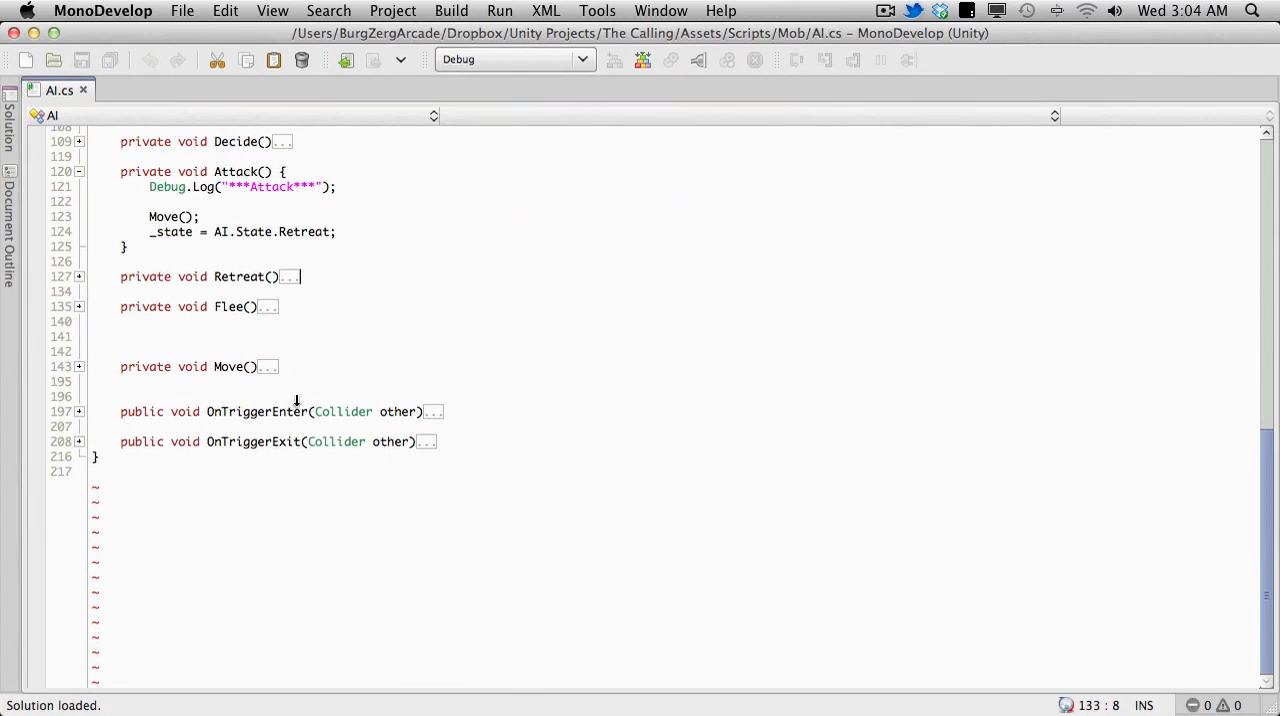 MonoDevelop File Edit View Search Project Build Run XML Tools Window Help Wed 3:04 AM
/Users/BurgZergArcade/Dropbox/Unity Projects/The Calling/Assets/Scripts/Mob/AI.cs – MonoDevelop (Unity)
Debug
Solution
Document Outline
AI.cs
AI
108
109 private void Decide()...
119
120 private void Attack() {
121 Debug.Log("***Attack***");
122
123 Move();
124 _state = AI.State.Retreat;
125 }
126
127 private void Retreat()...
134
135 private void Flee()...
140
141
142
143 private void Move()...
195
196
197 public void OnTriggerEnter(Collider other)...
207
208 public void OnTriggerExit(Collider other)...
216 }
217
~
~
~
~
~
~
~
~
~
~
~
~
~
~
Solution loaded. 133 : 8 INS 0 0